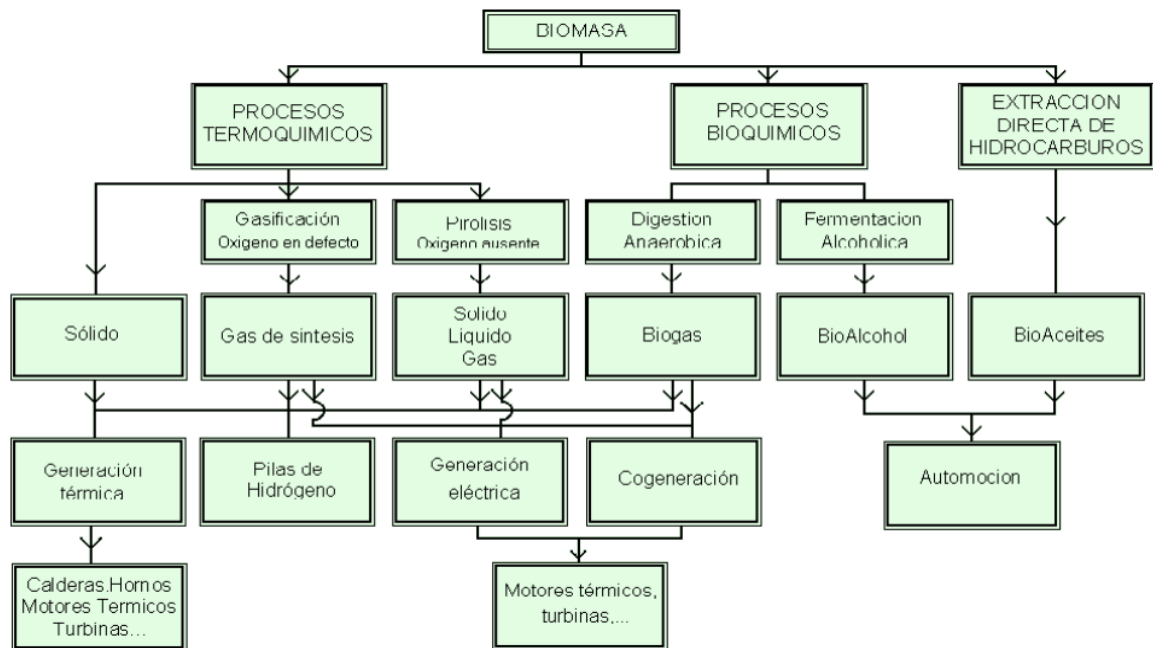 BIOMASA
PROCESOS
TERMOQUIMICOS
PROCESOS
BIOQUIMICOS
EXTRACCION
DIRECTA DE
HIDROCARBUROS
Gasificación
Oxigeno en defecto
Pirolisis
Oxigeno ausente
Digestion
Anaerobica
Fermentacion
Alcoholica
Sólido
Gas de sintesis
Solido
Liquido
Gas
Biogas
BioAlcohol
BioAceites
Generación
térmica
Pilas de
Hidrógeno
Generación
eléctrica
Cogeneración
Automocion
Calderas.Hornos
Motores Termicos
Turbinas...
Motores térmicos,
turbinas,...